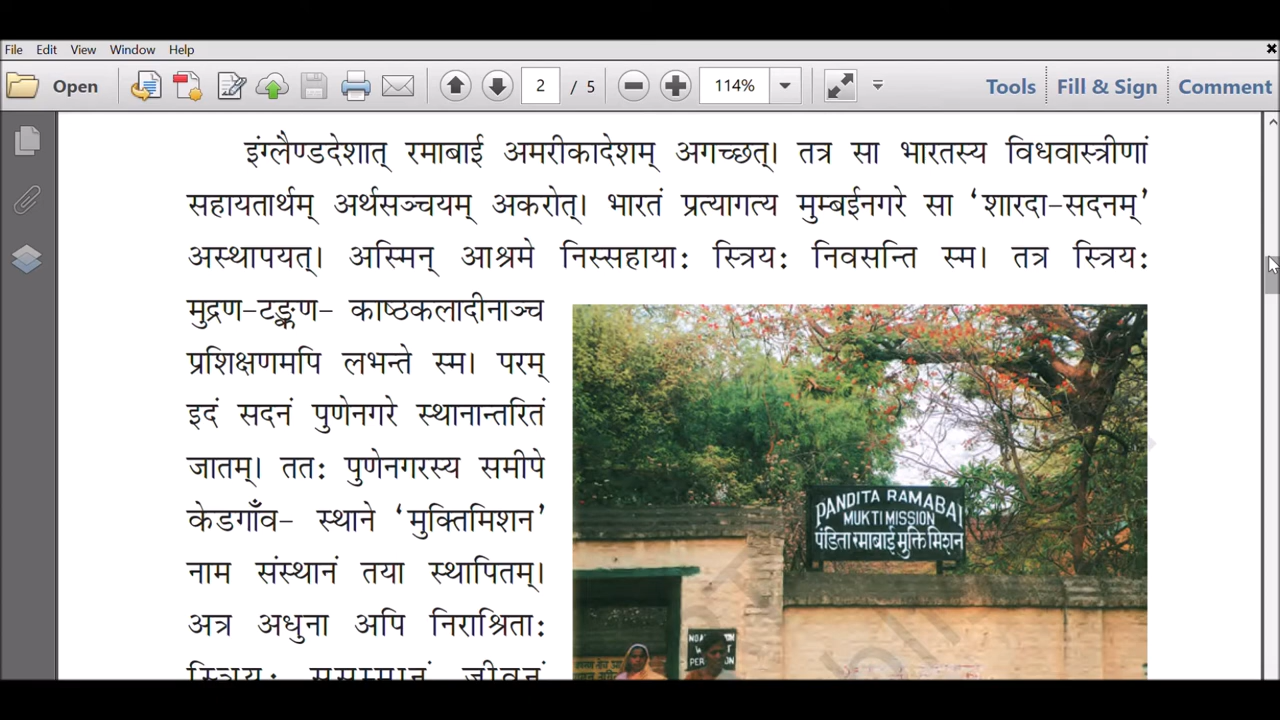 File Edit View Window Help
Open 2 / 5 114% Tools Fill & Sign Comment
इंग्लैण्डदेशात् रमाबाई अमरीकादेशम् अगच्छत्। तत्र सा भारतस्य विधवास्त्रीणां
सहायतार्थम् अर्थसञ्चयम् अकरोत्। भारतं प्रत्यागत्य मुम्बईनगरे सा ‘शारदा-सदनम्’
अस्थापयत्। अस्मिन् आश्रमे निस्सहायाः स्त्रियः निवसन्ति स्म। तत्र स्त्रियः
मुद्रण-टङ्कण- काष्ठकलादीनाञ्च
प्रशिक्षणमपि लभन्ते स्म। परम्
इदं सदनं पुणेनगरे स्थानान्तरितं
जातम्। ततः पुणेनगरस्य समीपे
केडगाँव- स्थाने ‘मुक्तिमिशन’
नाम संस्थानं तया स्थापितम्।
अत्र अधुना अपि निराश्रिताः
स्त्रियः ससम्मानं जीवनं
PANDITA RAMABAI
MUKTI MISSION
पंडिता रमाबाई मुक्ति मिशन